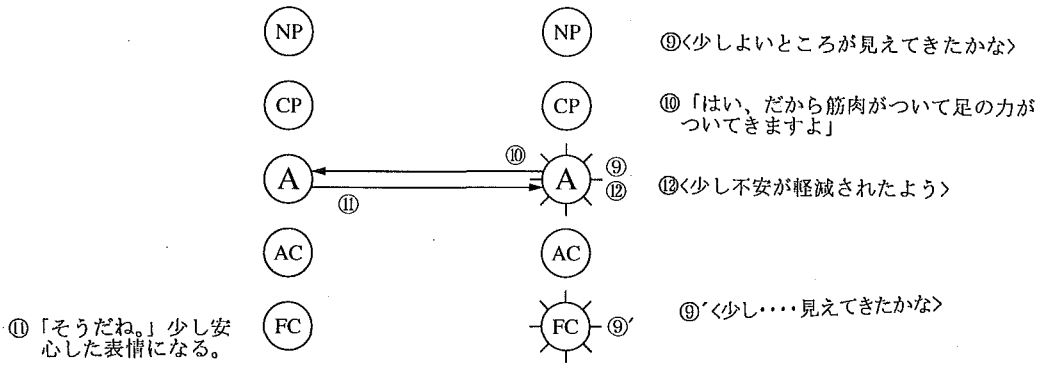 NP
NP
⑨<少しよいところが見えてきたかな>
CP
CP
⑩「はい、だから筋肉がついて足の力が
ついてきますよ」
⑩
⑨
A
A
⑫
⑫<少し不安が軽減されたよう>
⑪
AC
AC
⑨´<少し‥‥見えてきたかな>
⑪「そうだね。」少し安
心した表情になる。
FC
FC
⑨´